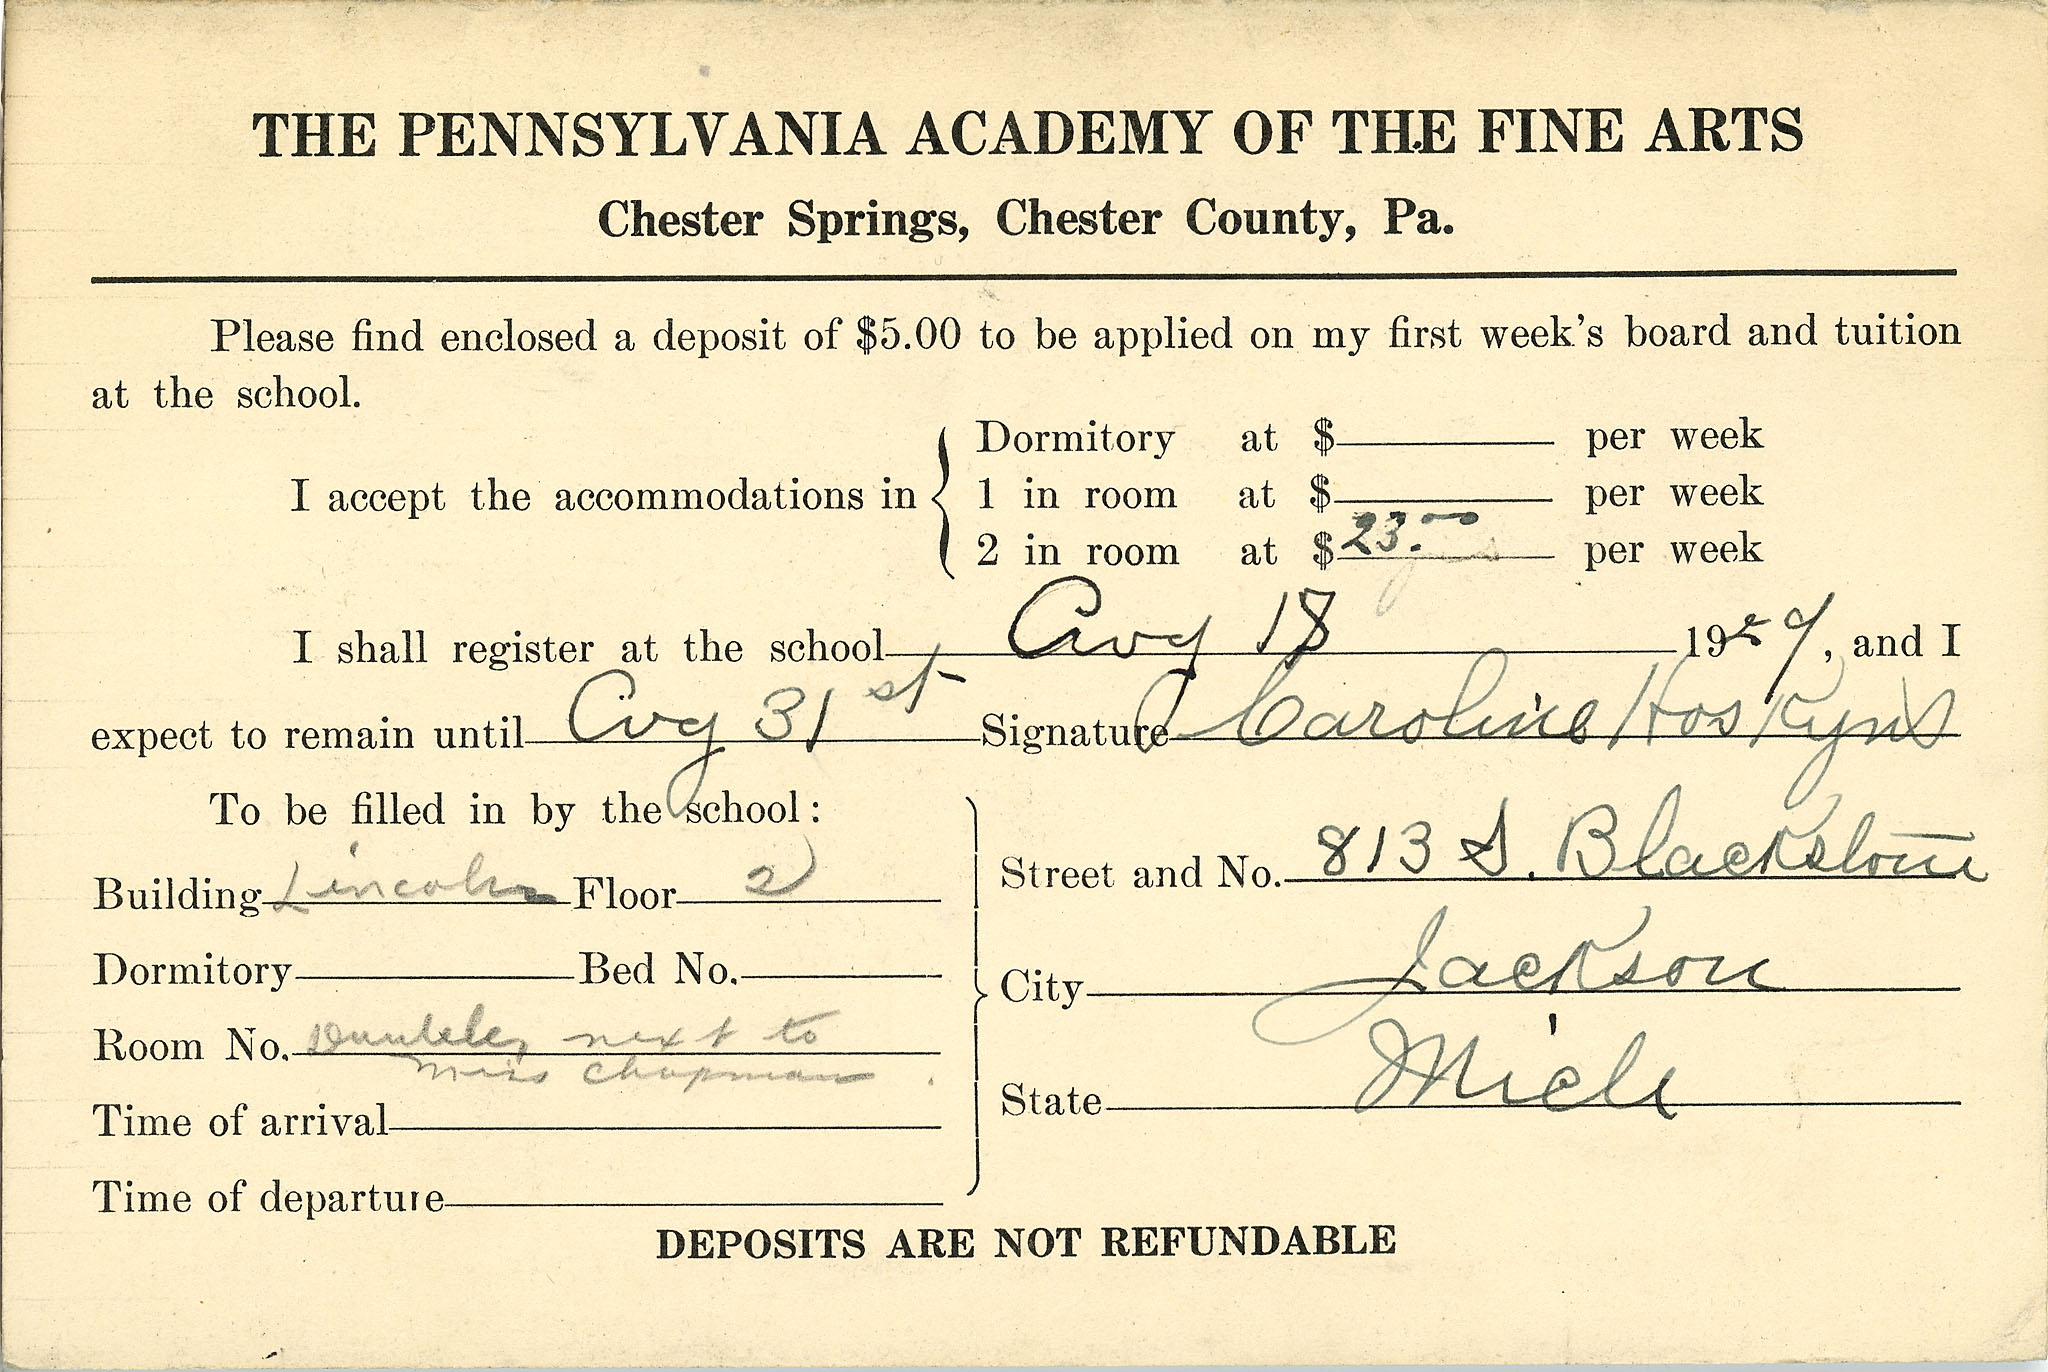 THE PENNSYLVANIA ACADEMY OF THE FINE ARTS
Chester Springs, Chester County, Pa.
Please find enclosed a deposit of $5.00 to be applied on my first week's board and tuition
at the school.
I accept the accommodations in
Dormitory at $ per week
1 in room at $ per week
2 in room at $ 23.00 per week
I shall register at the school Aug 18 1929, and I
expect to remain until Aug 31st Signature Caroline Hoskyns
To be filled in by the school:
Building Lincoln Floor 2
Dormitory Bed No.
Room No. next to
Miss Chapman
Time of arrival
Time of departure
Street and No. 813 S. Blackstone
City Jackson
State Mich
DEPOSITS ARE NOT REFUNDABLE